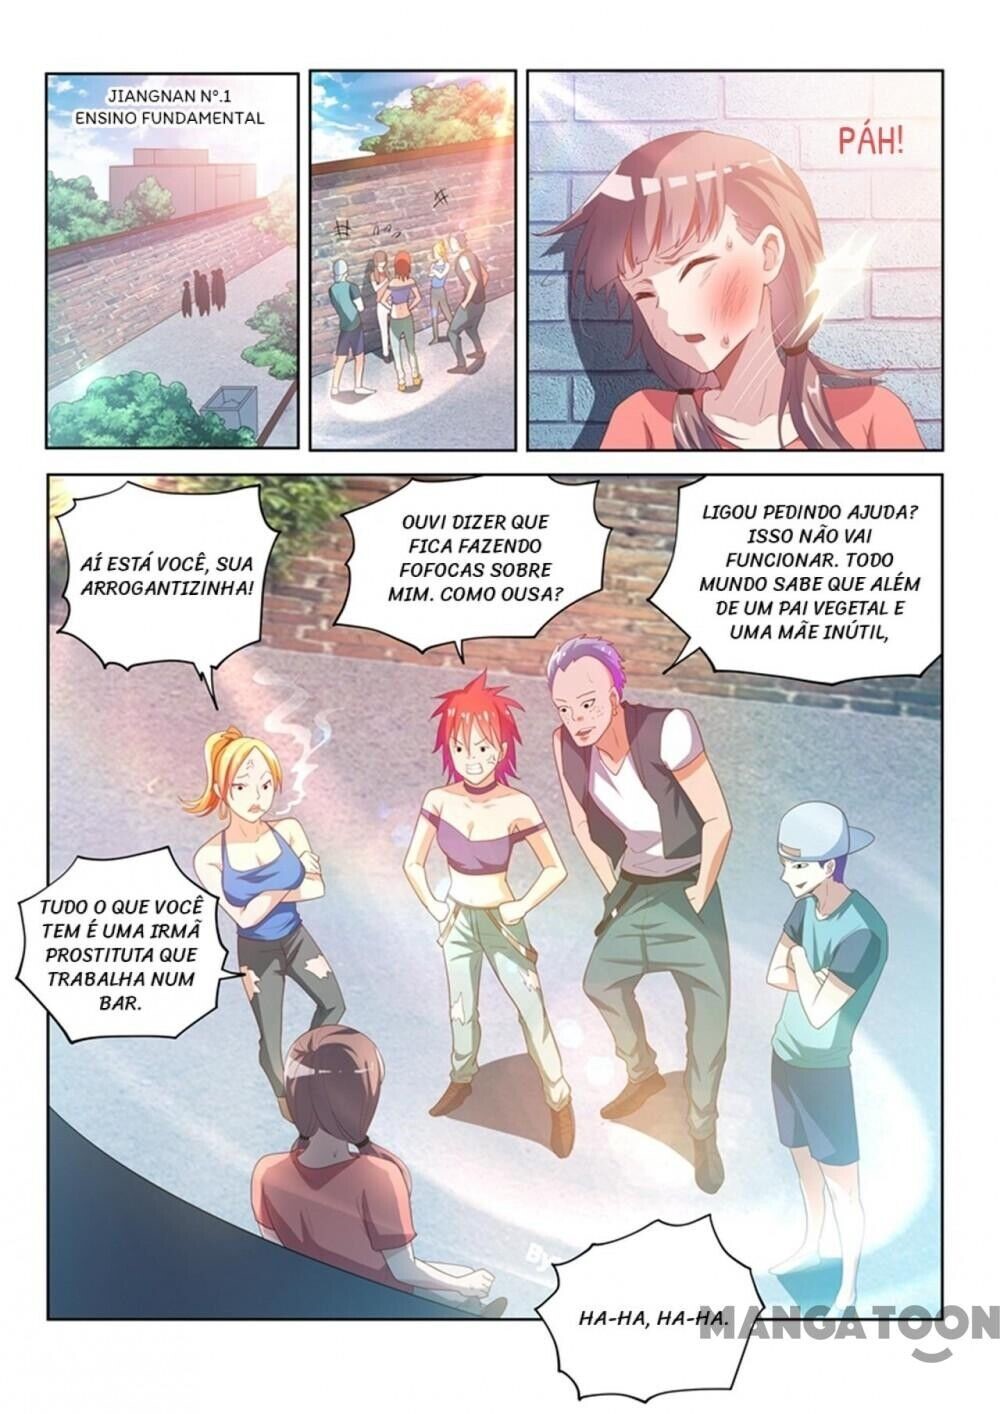 JIANGNAN Nº.1
ENSINO FUNDAMENTAL
PÁH!
AÍ ESTÁ VOCÊ, SUA
ARROGANTIZINHA!
OUVI DIZER QUE
FICA FAZENDO
FOFOCAS SOBRE
MIM. COMO OUSA?
LIGOU PEDINDO AJUDA?
ISSO NÃO VAI
FUNCIONAR. TODO
MUNDO SABE QUE ALÉM
DE UM PAI VEGETAL E
UMA MÃE INÚTIL,
TUDO O QUE VOCÊ
TEM É UMA IRMÃ
PROSTITUTA QUE
TRABALHA NUM
BAR.
HA-HA, HA-HA.
MANGATOON